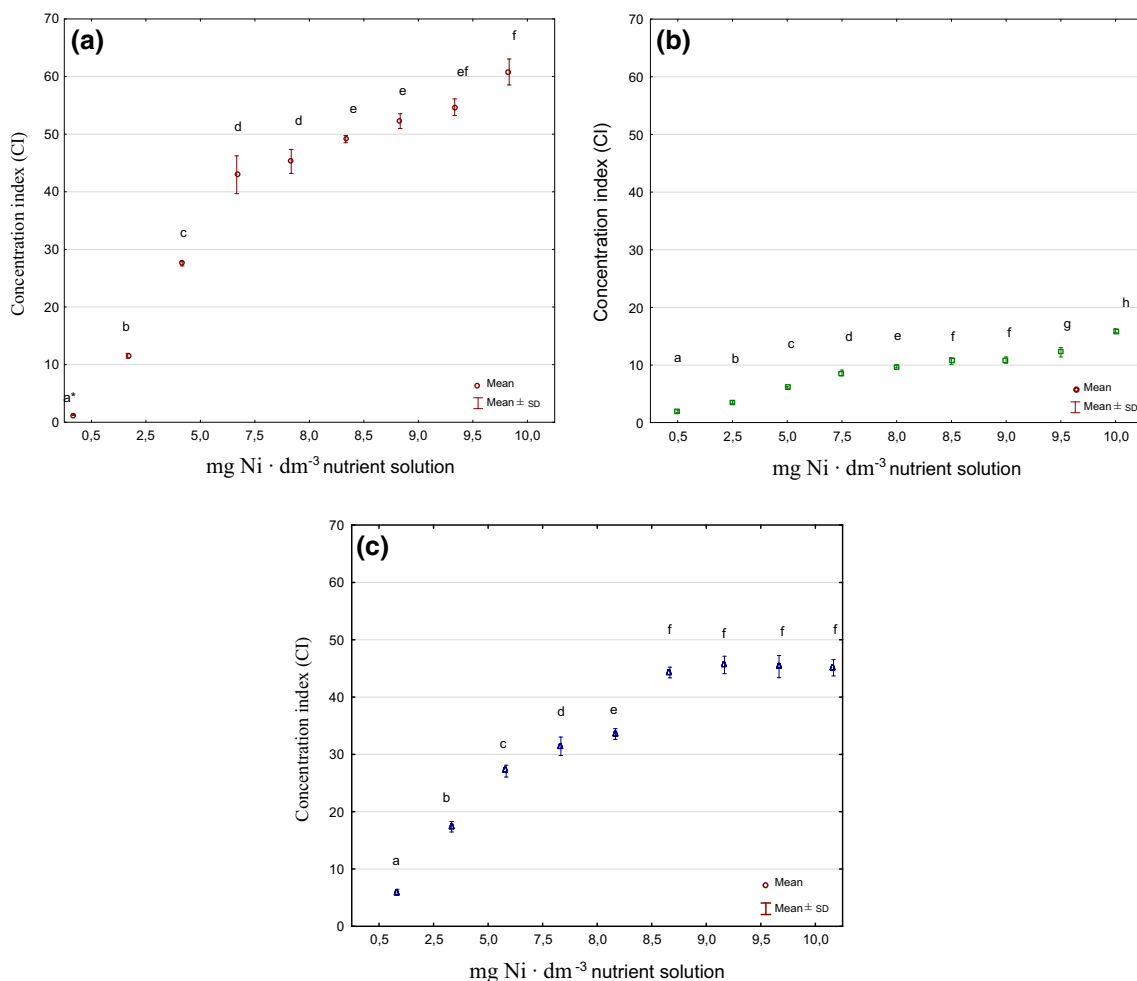 (a)
Concentration index (CI)
70
60
50
40
30
20
10
0
a*
b
c
d
d
e
e
ef
f
Mean
Mean ± SD
0,5 2,5 5,0 7,5 8,0 8,5 9,0 9,5 10,0
mg Ni · dm-3 nutrient solution
(b)
Concentration index (CI)
70
60
50
40
30
20
10
0
a
b
c
d
e
f
f
g
h
Mean
Mean ± SD
0,5 2,5 5,0 7,5 8,0 8,5 9,0 9,5 10,0
mg Ni · dm-3 nutrient solution
(c)
Concentration index (CI)
70
60
50
40
30
20
10
0
a
b
c
d
e
f
f
f
f
Mean
Mean ± SD
0,5 2,5 5,0 7,5 8,0 8,5 9,0 9,5 10,0
mg Ni · dm-3 nutrient solution